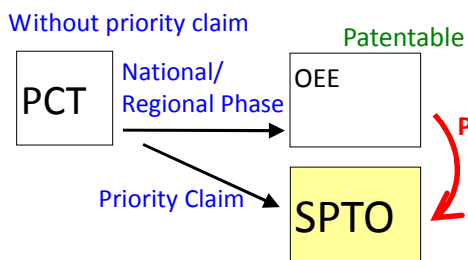 Without priority claim
Patentable
PCT
National/
Regional Phase
OEE
P
Priority Claim
SPTO